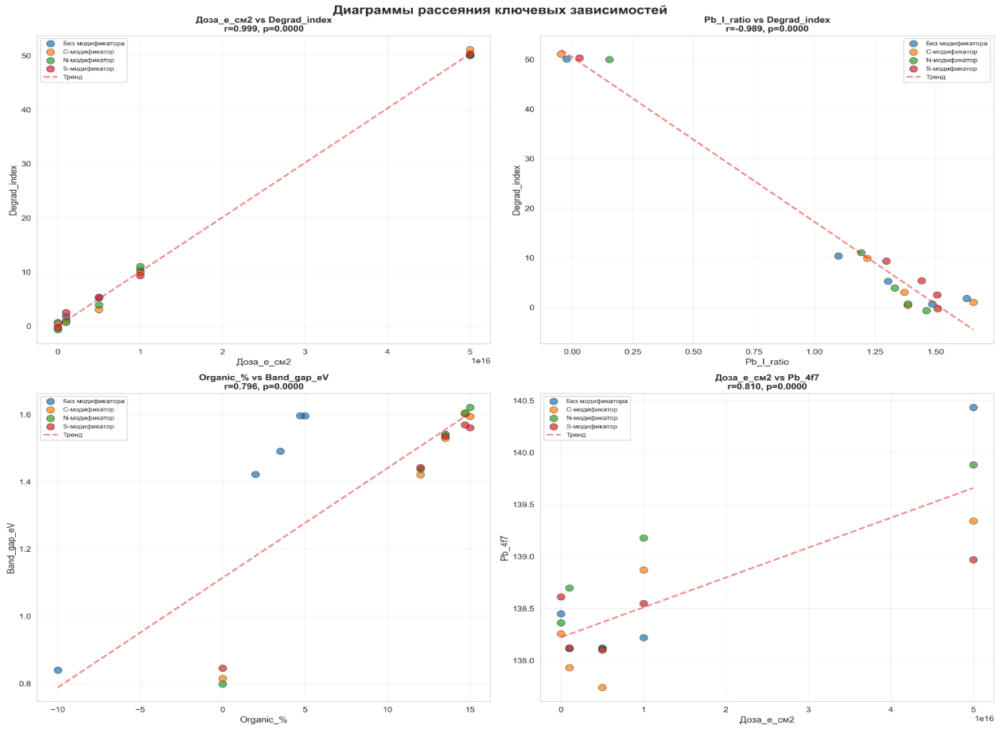 Диаграммы рассеяния ключевых зависимостей
Доза_e_см2 vs Degrad_index
r=0.999, p=0.0000
Без модификатора
C-модификатор
N-модификатор
S-модификатор
Тренд
Degrad_index
50
40
30
20
10
0
0
1
2
3
4
5
1e16
Доза_e_см2
Pb_I_ratio vs Degrad_index
r=-0.989, p=0.0000
Без модификатора
C-модификатор
N-модификатор
S-модификатор
Тренд
Degrad_index
50
40
30
20
10
0
0.00
0.25
0.50
0.75
1.00
1.25
1.50
Pb_I_ratio
Organic_% vs Band_gap_eV
r=0.796, p=0.0000
Без модификатора
C-модификатор
N-модификатор
S-модификатор
Тренд
Band_gap_eV
1.6
1.4
1.2
1.0
0.8
−10
−5
0
5
10
15
Organic_%
Доза_e_см2 vs Pb_4f7
r=0.810, p=0.0000
Без модификатора
C-модификатор
N-модификатор
S-модификатор
Тренд
Pb_4f7
140.5
140.0
139.5
139.0
138.5
138.0
0
1
2
3
4
5
1e16
Доза_e_см2